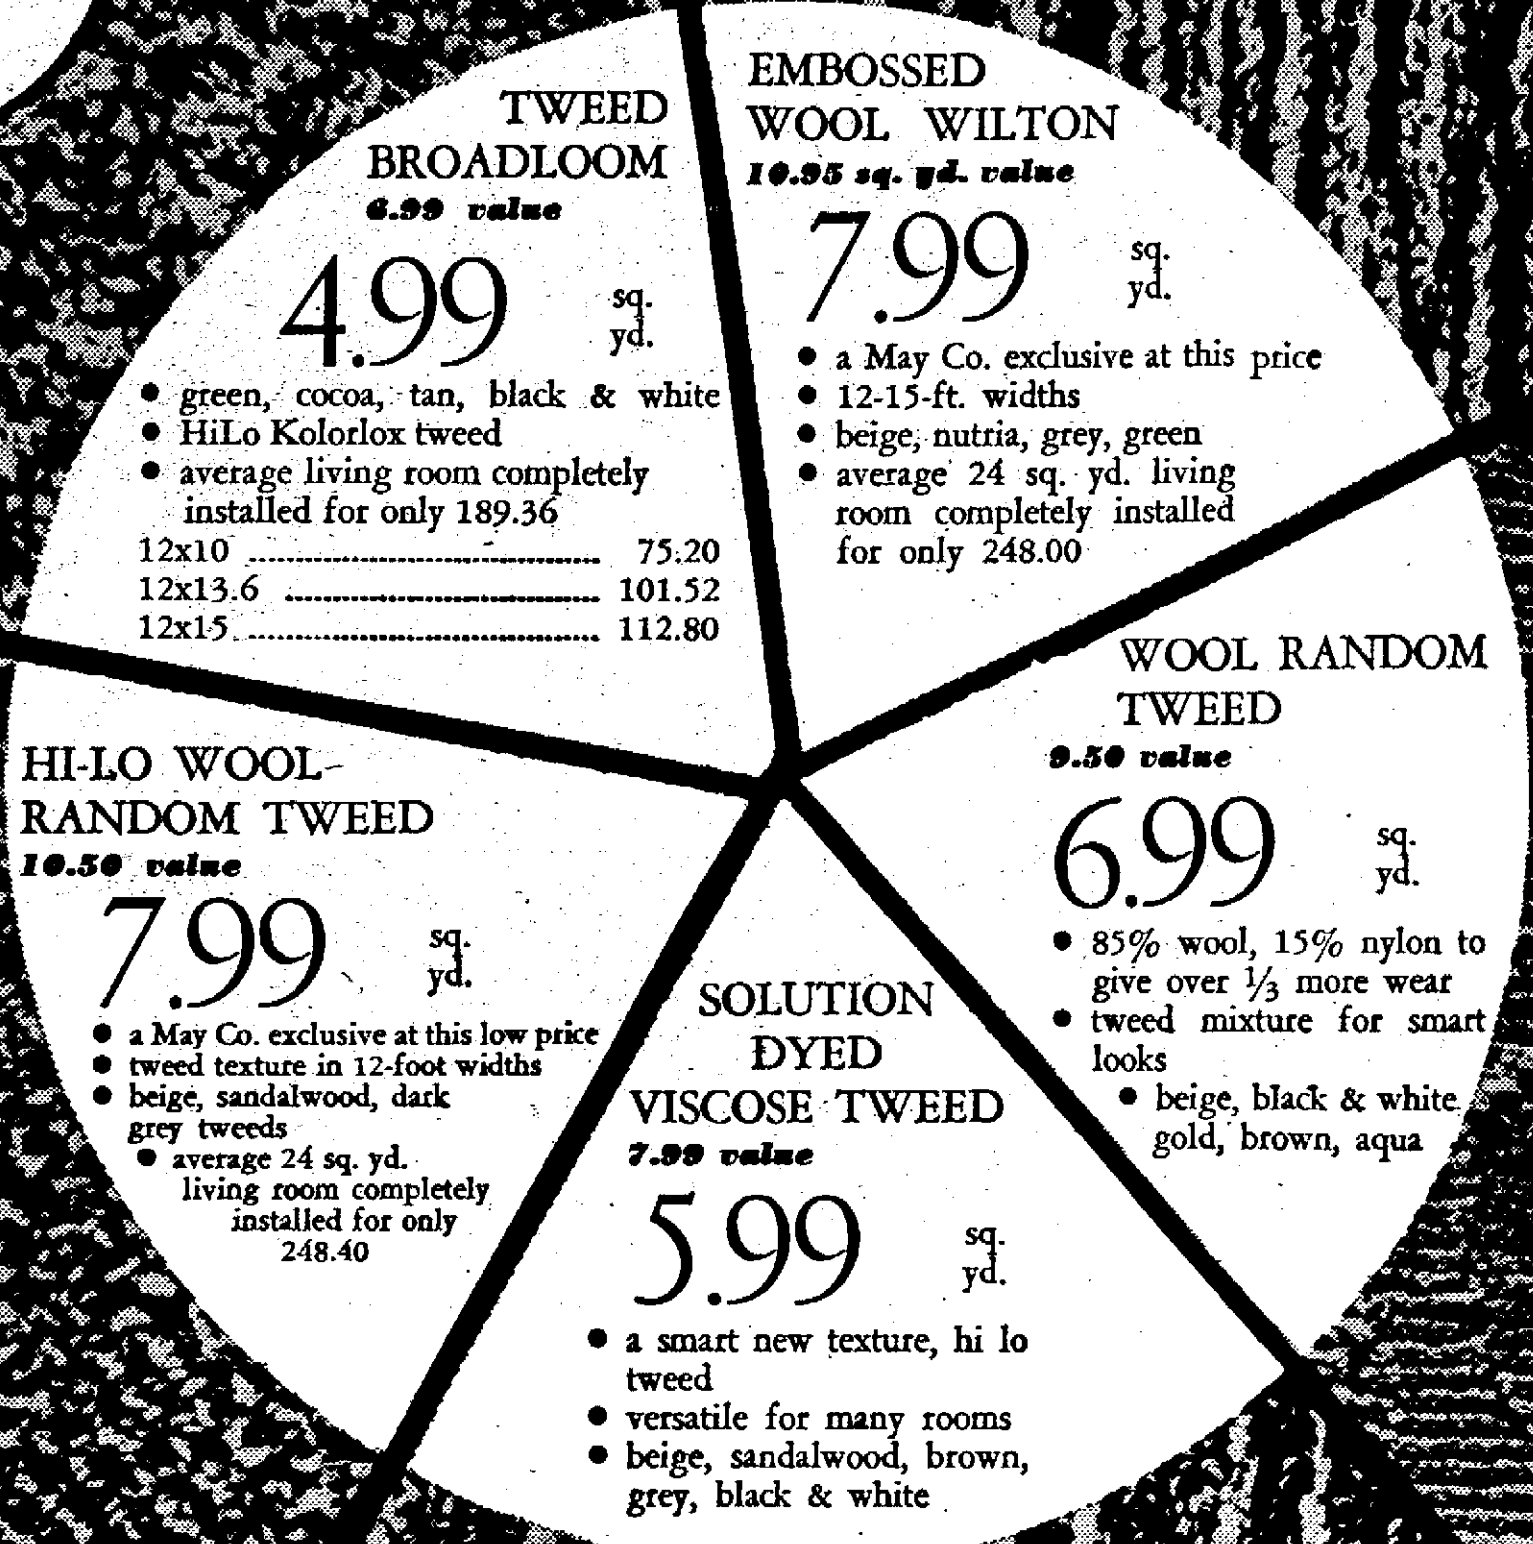 TWEED
BROADLOOM
6.99 value
4.99 sq. yd.
• green, cocoa, tan, black & white
• HiLo Kolorlox tweed
• average living room completely
installed for only 189.36
12x10 ........ 75.20
12x13.6 ........ 101.52
12x15 ........ 112.80
EMBOSSED
WOOL WILTON
10.95 sq. yd. value
7.99 sq. yd.
• a May Co. exclusive at this price
• 12-15-ft. widths
• beige, nutria, grey, green
• average 24 sq. yd. living
room completely installed
for only 248.00
WOOL RANDOM
TWEED
9.50 value
6.99 sq. yd.
• 85% wool, 15% nylon to
give over ⅓ more wear
• tweed mixture for smart
looks
• beige, black & white
gold, brown, aqua
HI-LO WOOL-
RANDOM TWEED
10.50 value
7.99 sq. yd.
• a May Co. exclusive at this low price
• tweed texture in 12-foot widths
• beige, sandalwood, dark
grey tweeds
• average 24 sq. yd.
living room completely
installed for only
248.40
SOLUTION
DYED
VISCOSE TWEED
7.99 value
5.99 sq. yd.
• a smart new texture, hi lo
tweed
• versatile for many rooms
• beige, sandalwood, brown,
grey, black & white